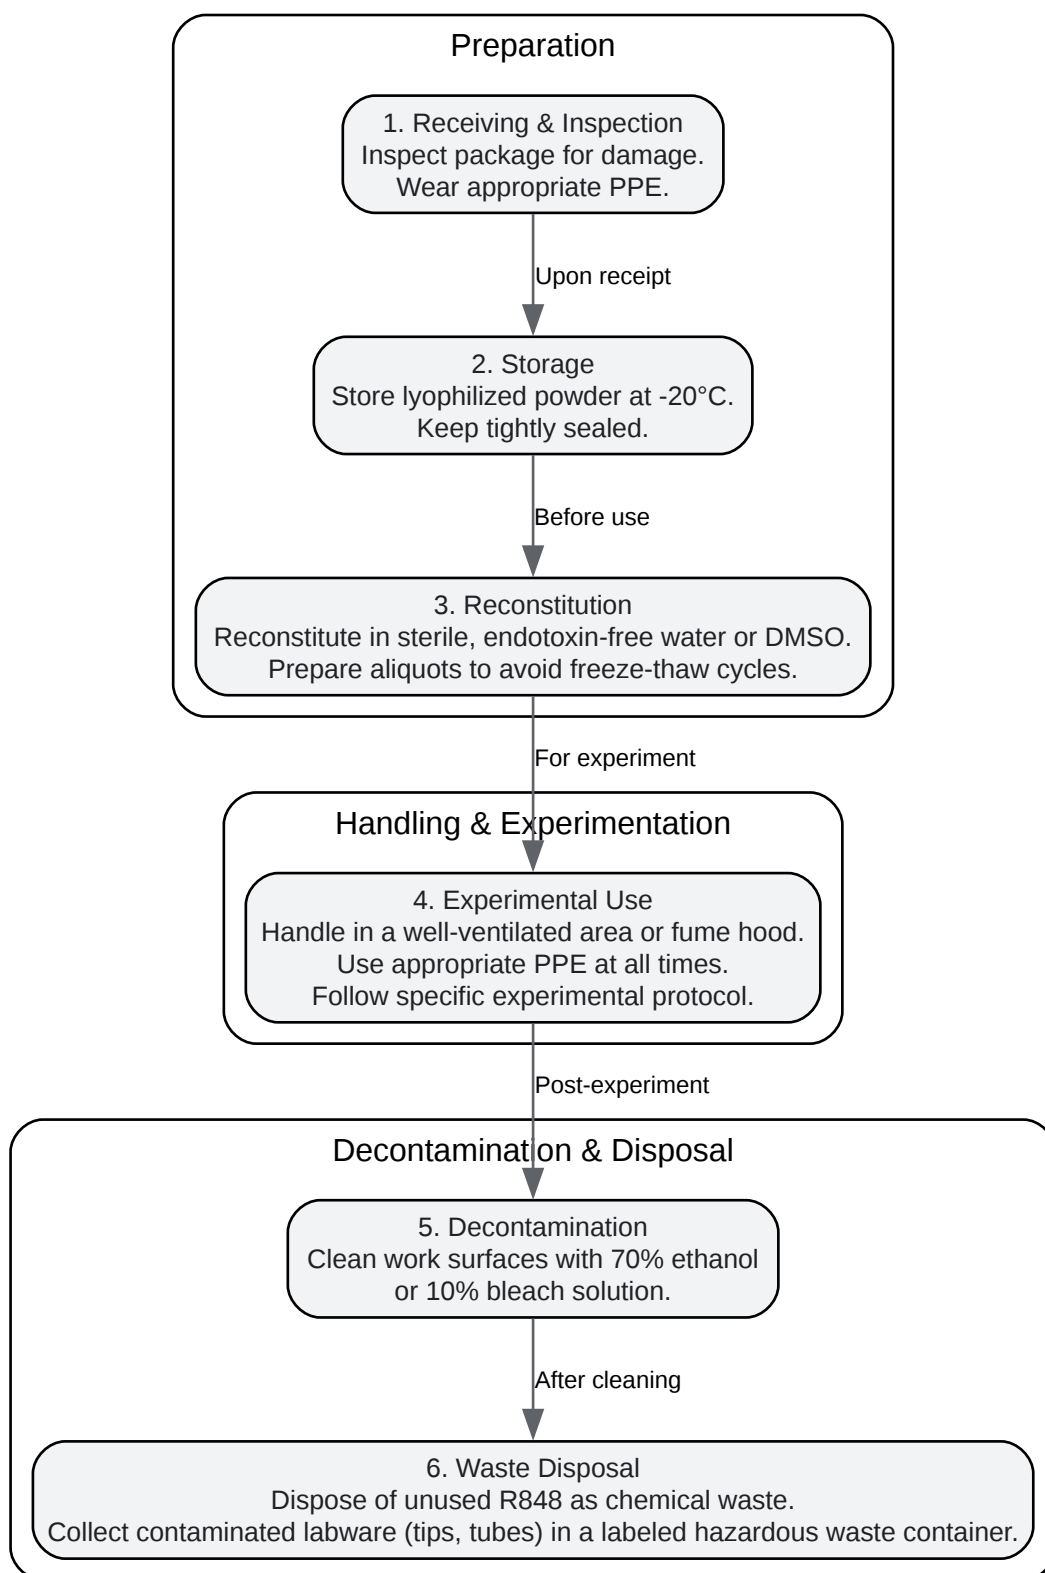 Preparation
1. Receiving & Inspection
Inspect package for damage.
Wear appropriate PPE.
Upon receipt
2. Storage
Store lyophilized powder at -20°C.
Keep tightly sealed.
Before use
3. Reconstitution
Reconstitute in sterile, endotoxin-free water or DMSO.
Prepare aliquots to avoid freeze-thaw cycles.
For experiment
Handling & Experimentation
4. Experimental Use
Handle in a well-ventilated area or fume hood.
Use appropriate PPE at all times.
Follow specific experimental protocol.
Post-experiment
Decontamination & Disposal
5. Decontamination
Clean work surfaces with 70% ethanol
or 10% bleach solution.
After cleaning
6. Waste Disposal
Dispose of unused R848 as chemical waste.
Collect contaminated labware (tips, tubes) in a labeled hazardous waste container.